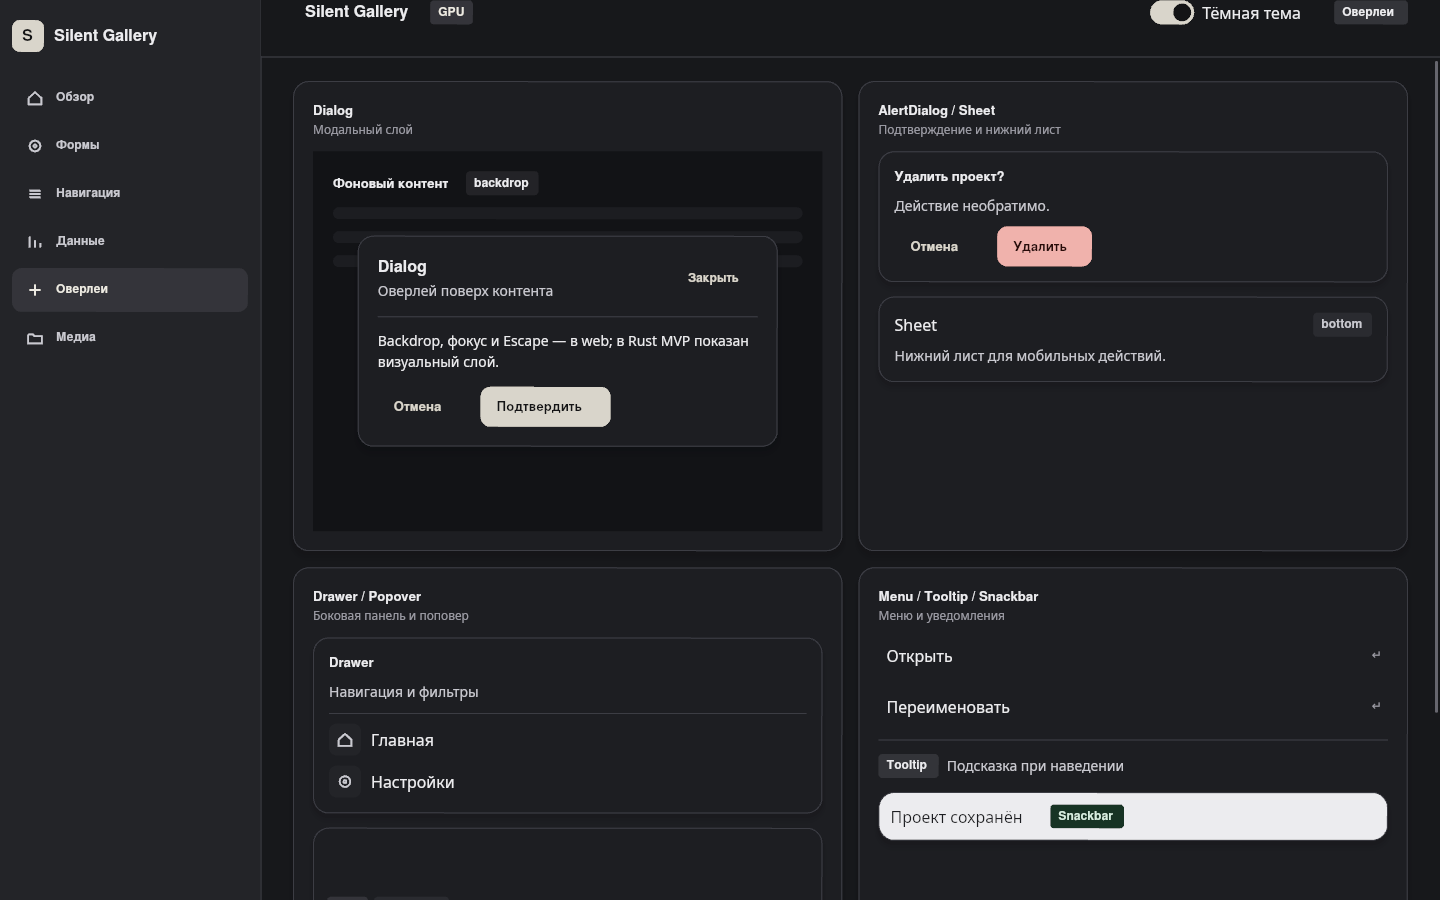 S
Silent Gallery
Обзор
Формы
Навигация
Данные
Оверлеи
Медиа
Silent Gallery
GPU
Тёмная тема
Оверлеи
Dialog
Модальный слой
Фоновый контент
backdrop
Dialog
Оверлей поверх контента
Закрыть
Backdrop, фокус и Escape — в web; в Rust MVP показан
визуальный слой.
Отмена
Подтвердить
AlertDialog / Sheet
Подтверждение и нижний лист
Удалить проект?
Действие необратимо.
Отмена
Удалить
Sheet
bottom
Нижний лист для мобильных действий.
Drawer / Popover
Боковая панель и поповер
Drawer
Навигация и фильтры
Главная
Настройки
Menu / Tooltip / Snackbar
Меню и уведомления
Открыть
↵
Переименовать
↵
Tooltip
Подсказка при наведении
Проект сохранён
Snackbar